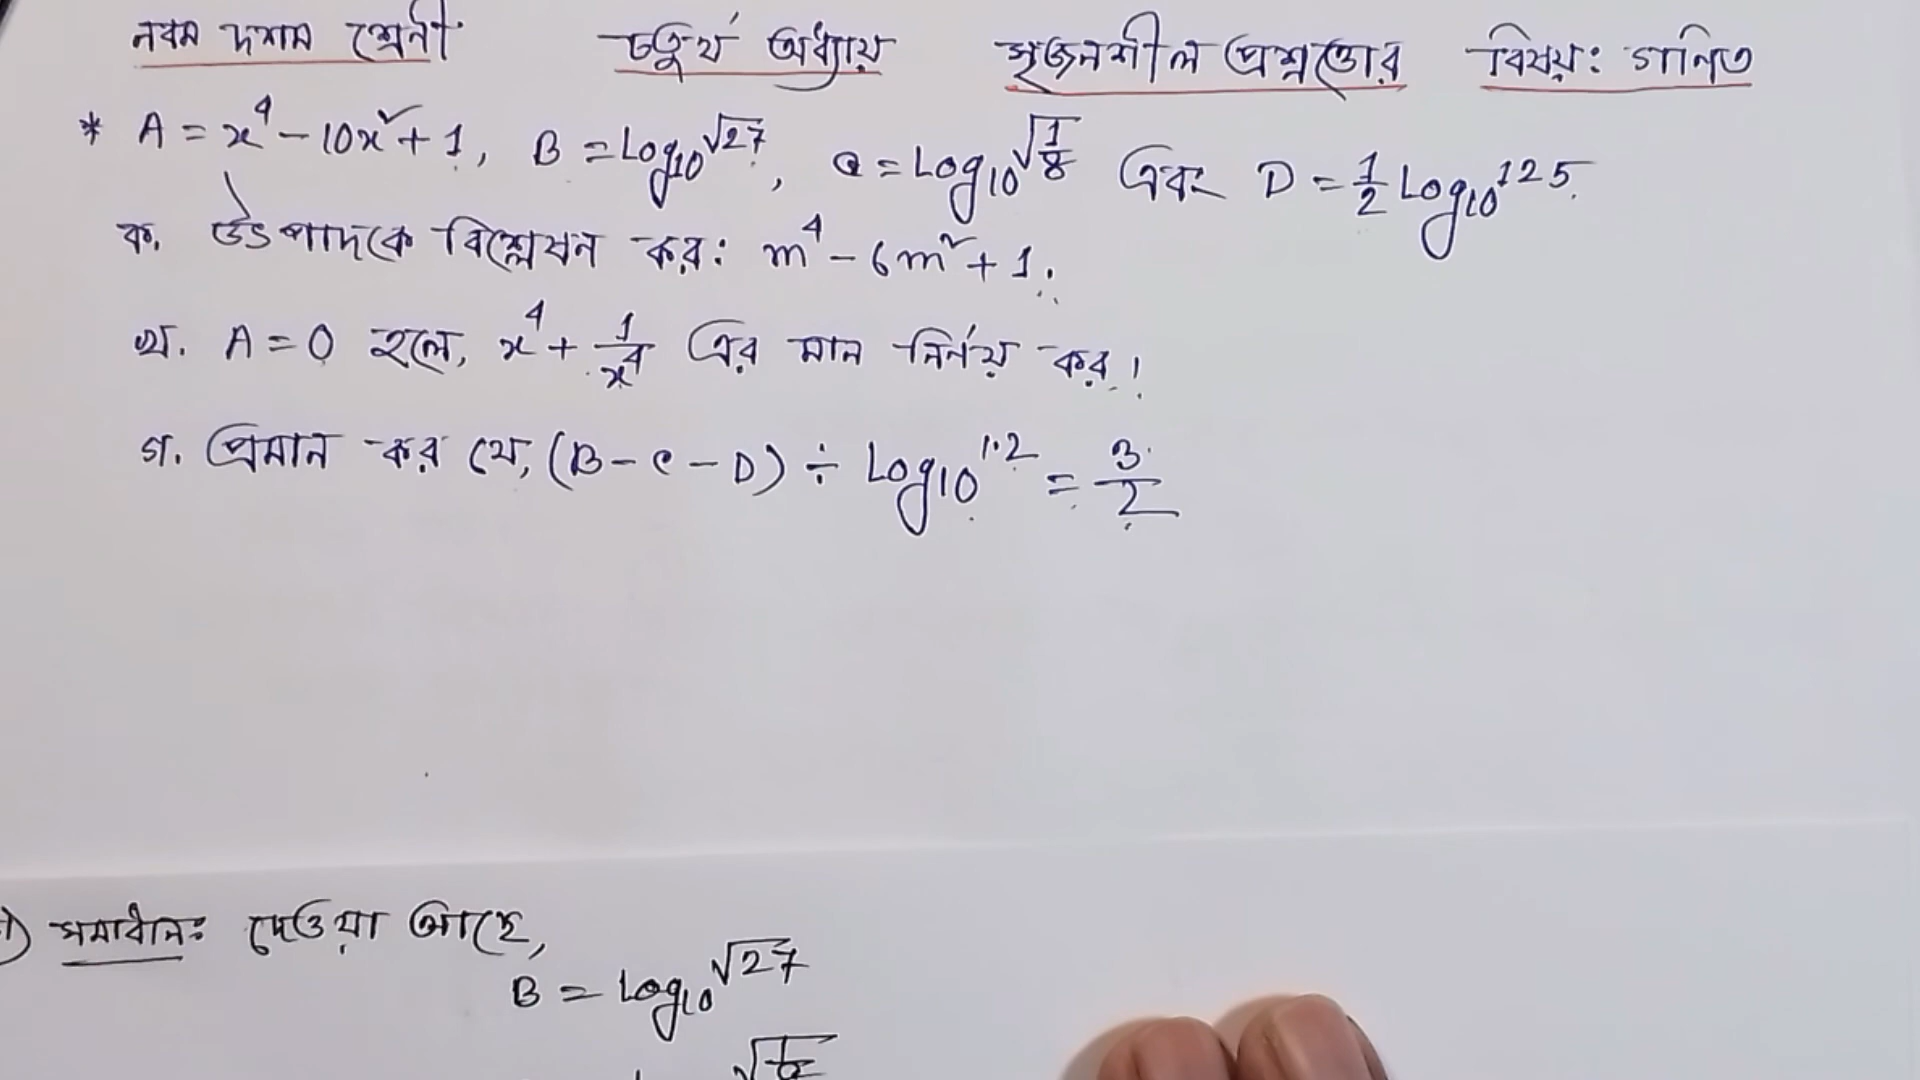 নবম দশম শ্রেণী চতুর্থ অধ্যায় সৃজনশীল প্রশ্নত্তোর বিষয়: গনিত
* A = x⁴ - 10x² + 1, B = Log₁₀√27, C = Log₁₀√(1/8) এবং D = 1/2 Log₁₀125.
ক. উৎপাদকে বিশ্লেষন কর: m⁴ - 6m² + 1.
খ. A = 0 হলে, x⁴ + 1/x⁴ এর মান নির্ণয় কর।
গ. প্রমান কর যে, (B - C - D) ÷ Log₁₀1.2 = 3/2
সমাধান: দেওয়া আছে,
B = Log₁₀√27